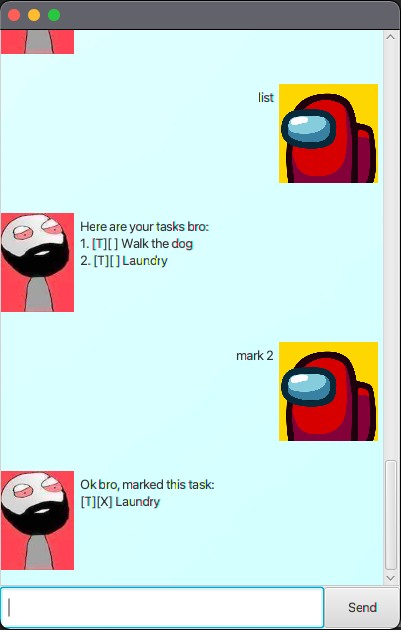 list
Here are your tasks bro:
1. [T][ ] Walk the dog
2. [T][ ] Laundry
mark 2
Ok bro, marked this task:
[T][X] Laundry
Send